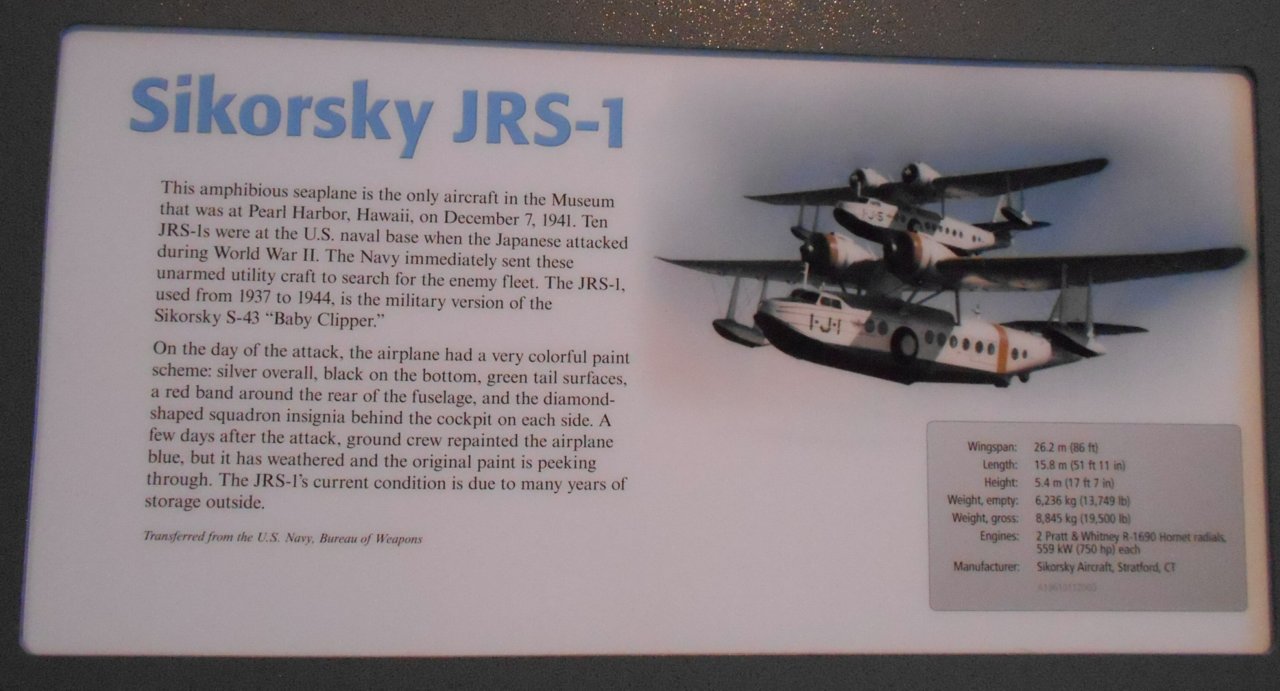 Sikorsky JRS-1
This amphibious seaplane is the only aircraft in the Museum
that was at Pearl Harbor, Hawaii, on December 7, 1941. Ten
JRS-1s were at the U.S. naval base when the Japanese attacked
during World War II. The Navy immediately sent these
unarmed utility craft to search for the enemy fleet. The JRS-1,
used from 1937 to 1944, is the military version of the
Sikorsky S-43 “Baby Clipper.”
On the day of the attack, the airplane had a very colorful paint
scheme: silver overall, black on the bottom, green tail surfaces,
a red band around the rear of the fuselage, and the diamond-
shaped squadron insignia behind the cockpit on each side. A
few days after the attack, ground crew repainted the airplane
blue, but it has weathered and the original paint is peeking
through. The JRS-1's current condition is due to many years of
storage outside.
Transferred from the U.S. Navy, Bureau of Weapons
1-J-5
1-J-1
Wingspan: 26.2 m (86 ft)
Length: 15.8 m (51 ft 11 in)
Height: 5.4 m (17 ft 7 in)
Weight, empty: 6,236 kg (13,749 lb)
Weight, gross: 8,845 kg (19,500 lb)
Engines: 2 Pratt & Whitney R-1690 Hornet radials,
559 kW (750 hp) each
Manufacturer: Sikorsky Aircraft, Stratford, CT